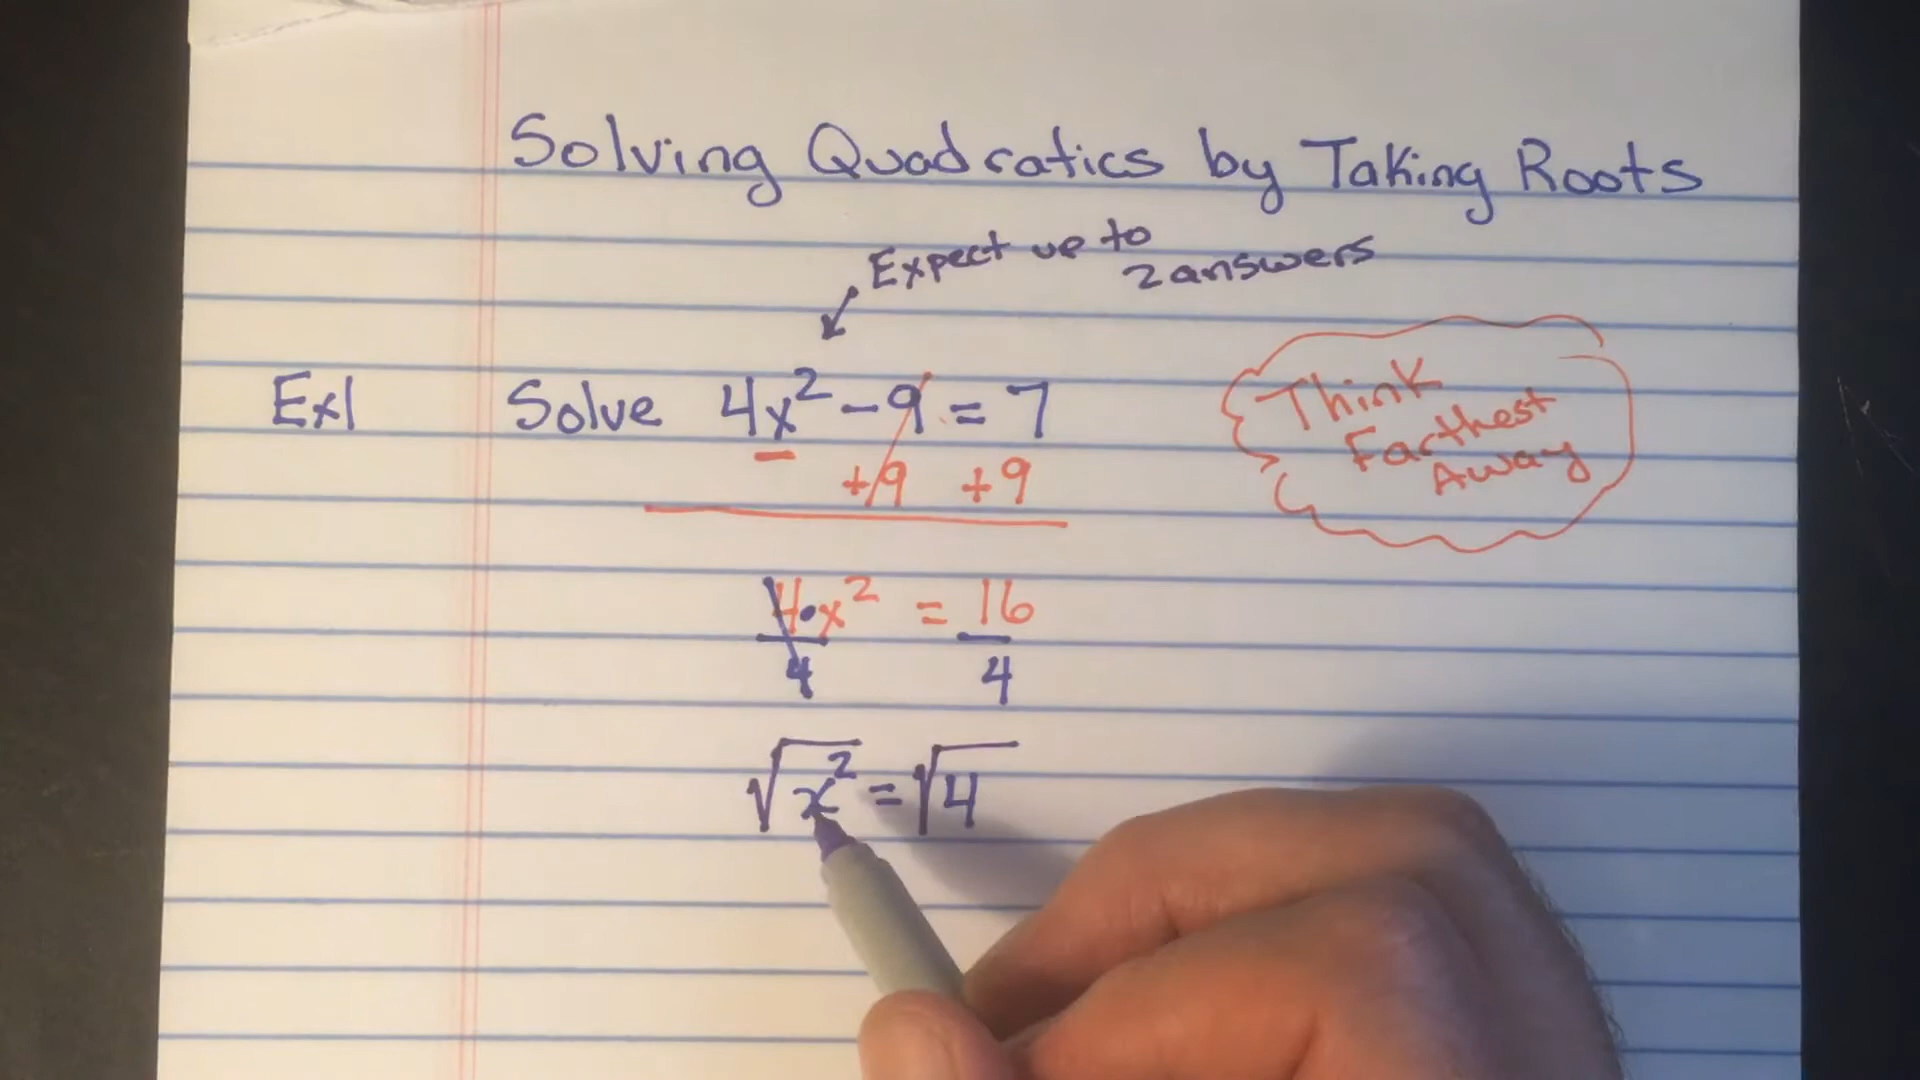 Solving Quadratics by Taking Roots
Expect up to
2 answers
Ex1 Solve 4x² - 9 = 7
+9 +9
Think
Farthest
Away
4•x² = 16
4 4
√x² = √4